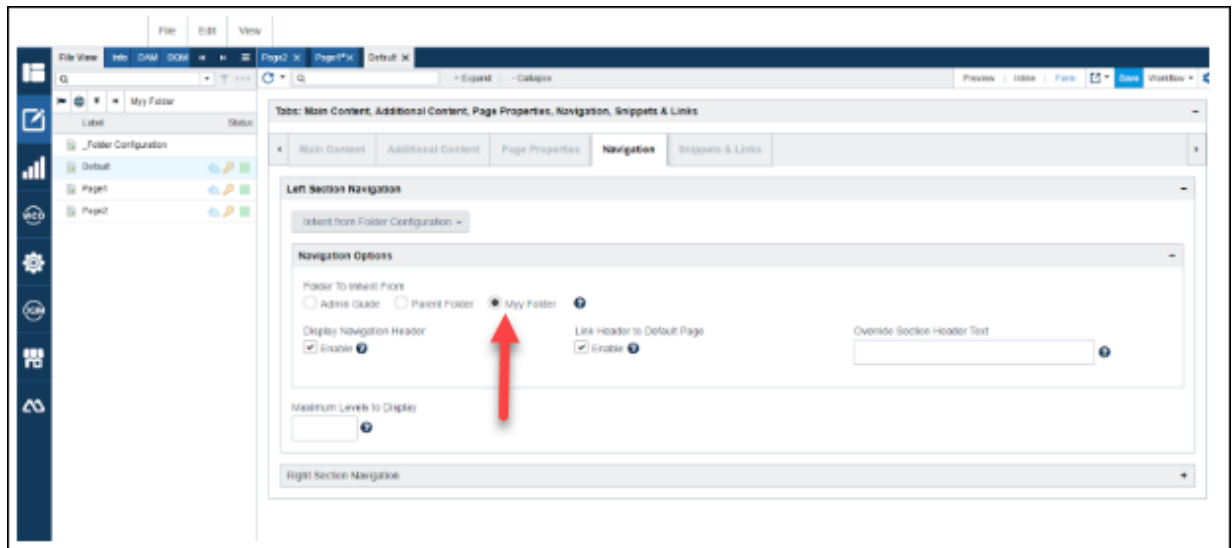 File Edit View
File View Info DAM DQM
Page2 Page1* Default
+ Expand - Collapse Preview Inline Form Save Workflow
Myy Folder
Label Status
_Folder Configuration
Default
Page1
Page2
Tabs: Main Content, Additional Content, Page Properties, Navigation, Snippets & Links
Main Content Additional Content Page Properties Navigation Snippets & Links
Left Section Navigation
Inherit from Folder Configuration
Navigation Options
Folder To Inherit From
Admin Guide Parent Folder Myy Folder
Display Navigation Header Link Header to Default Page Override Section Header Text
Enable Enable
Maximum Levels to Display
Right Section Navigation